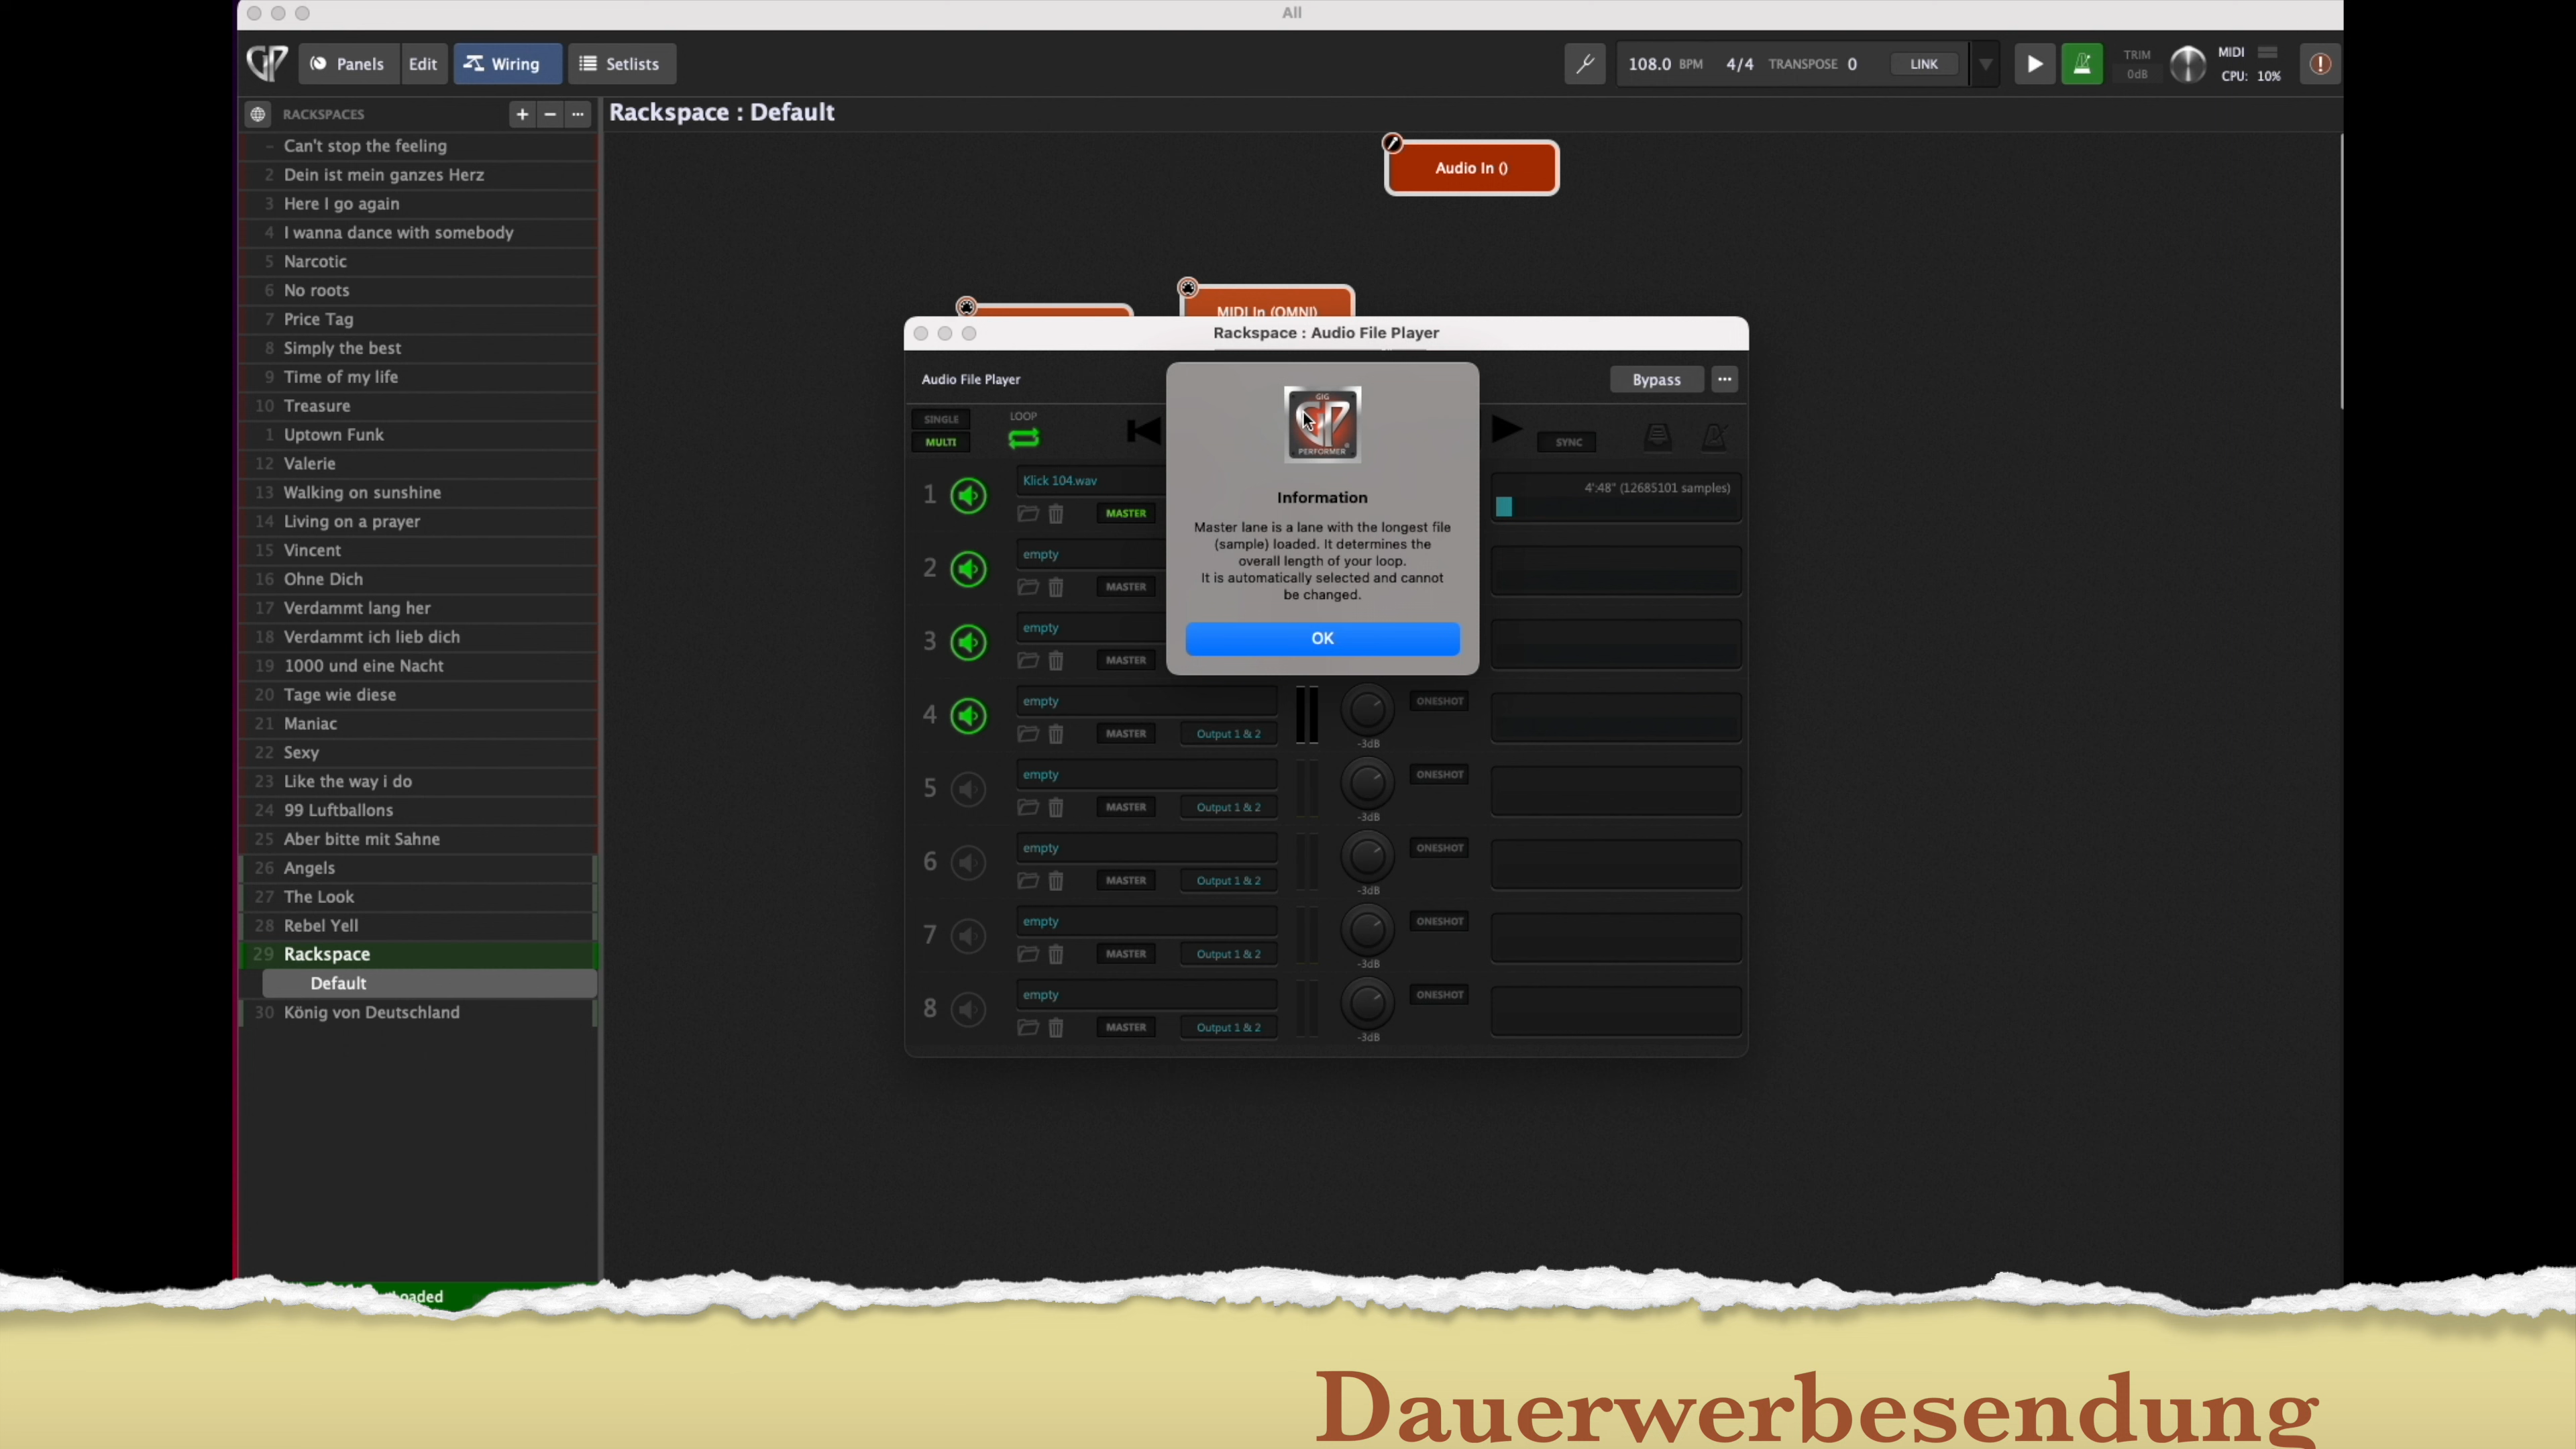 All
Panels
Edit
Wiring
Setlists
108.0 BPM 4/4 TRANSPOSE 0 LINK
TRIM
0dB
MIDI
CPU: 10%
RACKSPACES
Rackspace : Default
Can't stop the feeling
2 Dein ist mein ganzes Herz
3 Here I go again
4 I wanna dance with somebody
5 Narcotic
6 No roots
7 Price Tag
8 Simply the best
9 Time of my life
10 Treasure
1 Uptown Funk
12 Valerie
13 Walking on sunshine
14 Living on a prayer
15 Vincent
16 Ohne Dich
17 Verdammt lang her
18 Verdammt ich lieb dich
19 1000 und eine Nacht
20 Tage wie diese
21 Maniac
22 Sexy
23 Like the way i do
24 99 Luftballons
25 Aber bitte mit Sahne
26 Angels
27 The Look
28 Rebel Yell
29 Rackspace
Default
30 König von Deutschland
oaded
Audio In ()
MIDI In (OMNI)
Rackspace : Audio File Player
Audio File Player
Bypass
SINGLE
MULTI
LOOP
SYNC
GIG
GP
PERFORMER
Information
Master lane is a lane with the longest file
(sample) loaded. It determines the
overall length of your loop.
It is automatically selected and cannot
be changed.
OK
1 Klick 104.wav
MASTER
4':48" (12685101 samples)
2 empty
MASTER
3 empty
MASTER
4 empty ONESHOT
MASTER Output 1 & 2 -3dB
5 empty ONESHOT
MASTER Output 1 & 2 -3dB
6 empty ONESHOT
MASTER Output 1 & 2 -3dB
7 empty ONESHOT
MASTER Output 1 & 2 -3dB
8 empty ONESHOT
MASTER Output 1 & 2 -3dB
Dauerwerbesendung